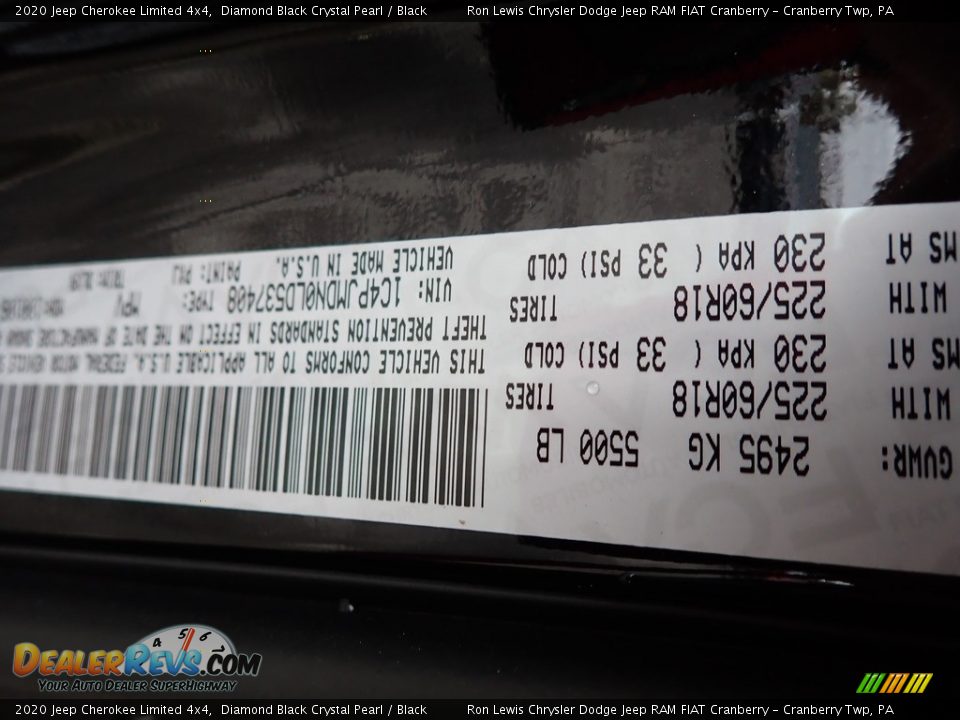 2020 Jeep Cherokee Limited 4x4, Diamond Black Crystal Pearl / Black Ron Lewis Chrysler Dodge Jeep RAM FIAT Cranberry - Cranberry Twp, PA
GVWR: 2495 KG 5500 LB
WITH 225/60R18 TIRES
MS AT 230 KPA ( 33 PSI) COLD
WITH 225/60R18 TIRES
MS AT 230 KPA ( 33 PSI) COLD
THIS VEHICLE CONFORMS TO ALL APPLICABLE U.S.A. FEDERAL MOTOR VEHICLE
THEFT PREVENTION STANDARDS IN EFFECT ON THE DATE OF MANUFACTURE SHOWN
VIN: 1C4PJMDN0LD537408 TYPE: MPV
VEHICLE MADE IN U.S.A. PAINT: PXJ
DEALERREVS.COM
4 5 6
YOUR AUTO DEALER SUPERHIGHWAY
2020 Jeep Cherokee Limited 4x4, Diamond Black Crystal Pearl / Black Ron Lewis Chrysler Dodge Jeep RAM FIAT Cranberry - Cranberry Twp, PA